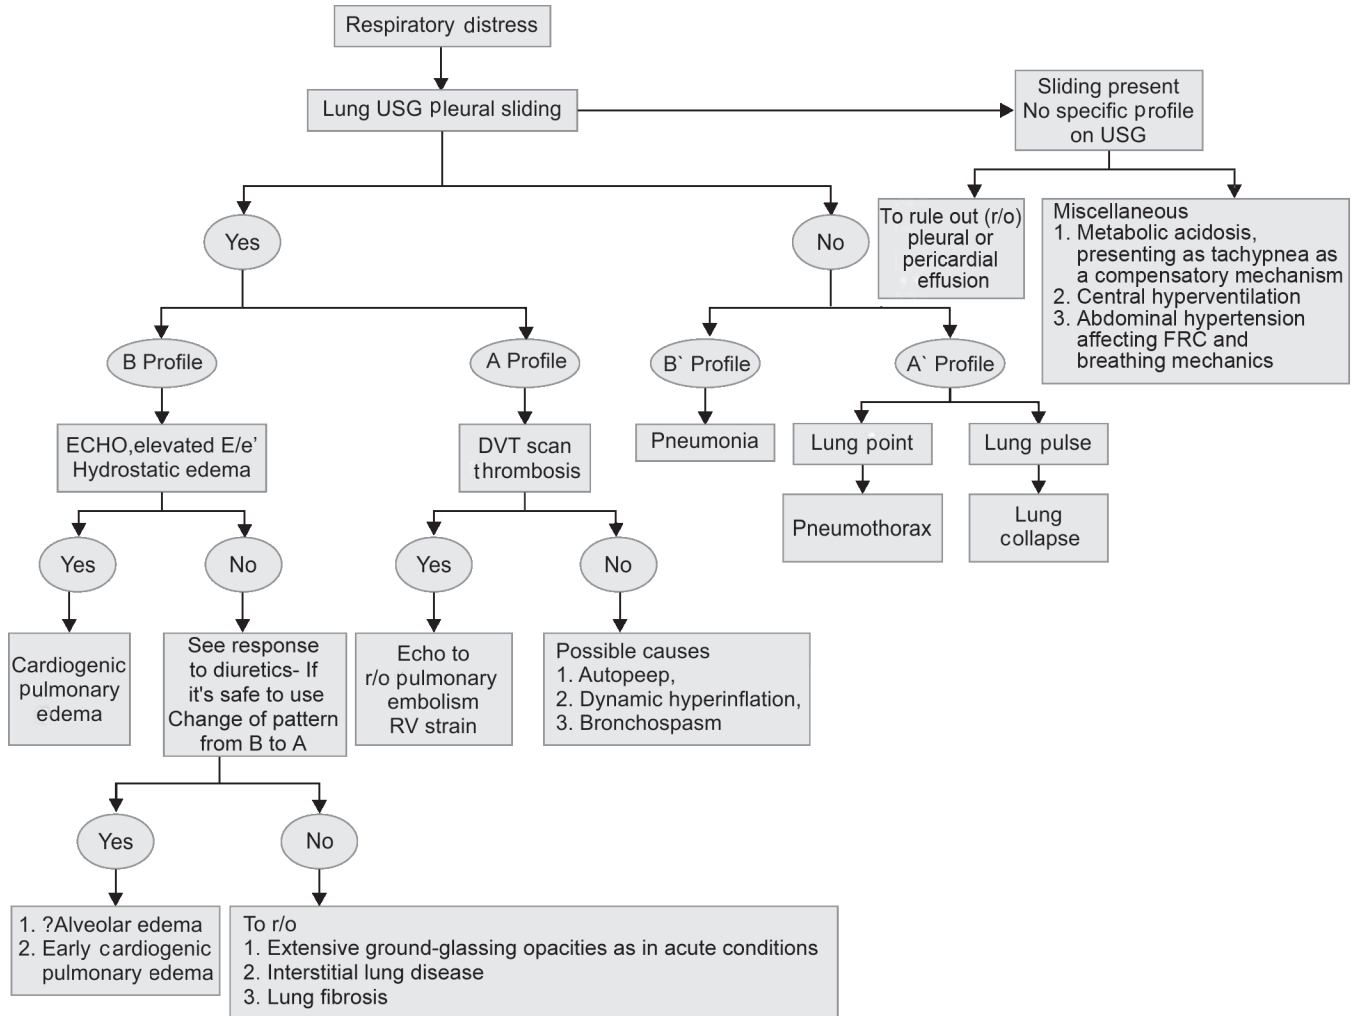 Respiratory distress
Lung USG pleural sliding
Sliding present
No specific profile
on USG
Yes
No
To rule out (r/o)
pleural or
pericardial
effusion
Miscellaneous
1. Metabolic acidosis,
presenting as tachypnea as
a compensatory mechanism
2. Central hyperventilation
3. Abdominal hypertension
affecting FRC and
breathing mechanics
B Profile
A Profile
B` Profile
A` Profile
ECHO,elevated E/e’
Hydrostatic edema
DVT scan
thrombosis
Pneumonia
Lung point
Lung pulse
Pneumothorax
Lung
collapse
Yes
No
Yes
No
Cardiogenic
pulmonary
edema
See response
to diuretics- If
it's safe to use
Change of pattern
from B to A
Echo to
r/o pulmonary
embolism
RV strain
Possible causes
1. Autopeep,
2. Dynamic hyperinflation,
3. Bronchospasm
Yes
No
1. ?Alveolar edema
2. Early cardiogenic
pulmonary edema
To r/o
1. Extensive ground-glassing opacities as in acute conditions
2. Interstitial lung disease
3. Lung fibrosis